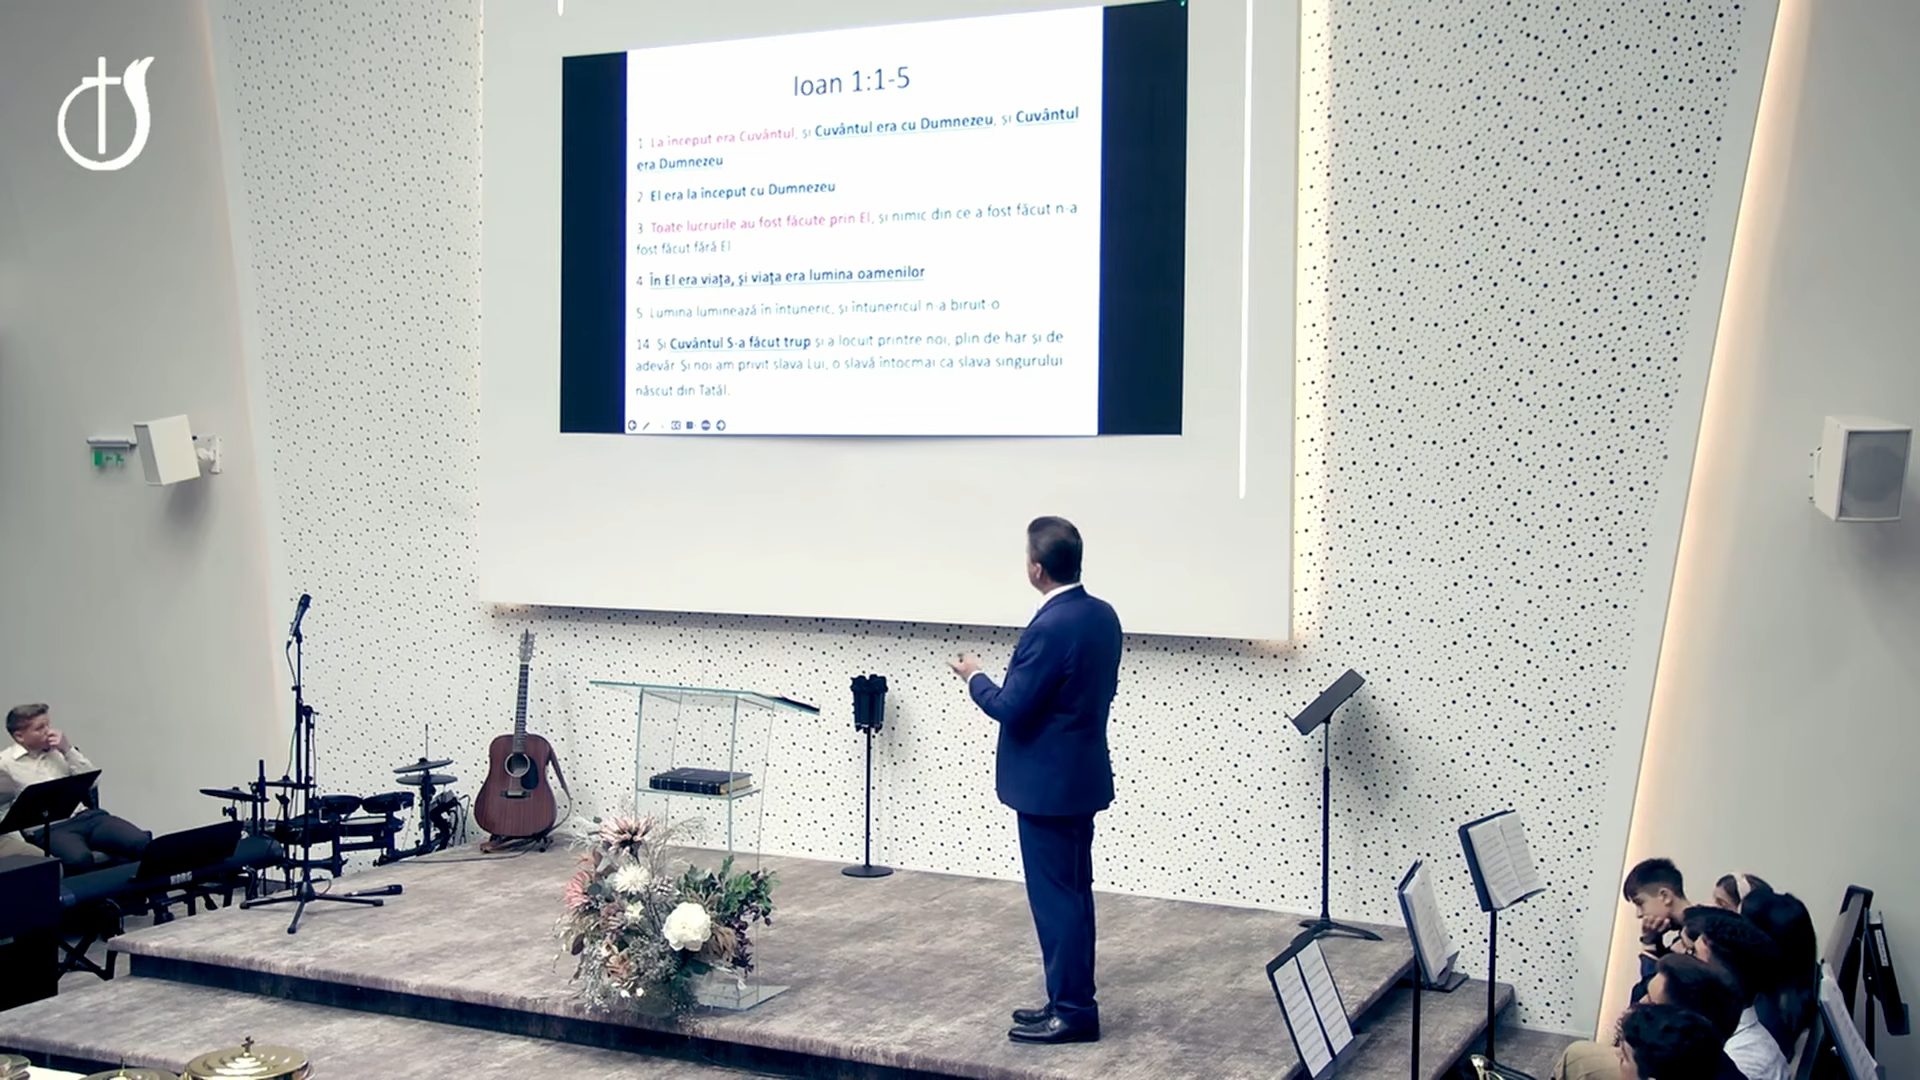 Ioan 1:1-5
1 La început era Cuvântul, și Cuvântul era cu Dumnezeu, și Cuvântul
era Dumnezeu
2 El era la început cu Dumnezeu
3 Toate lucrurile au fost făcute prin El, și nimic din ce a fost făcut n-a
fost făcut fără El
4 În El era viața, și viața era lumina oamenilor
5 Lumina luminează în întuneric, și întunericul n-a biruit-o
14 Și Cuvântul S-a făcut trup și a locuit printre noi, plin de har și de
adevăr Și noi am privit slava Lui, o slavă întocmai ca slava singurului
născut din Tatăl.
KORG